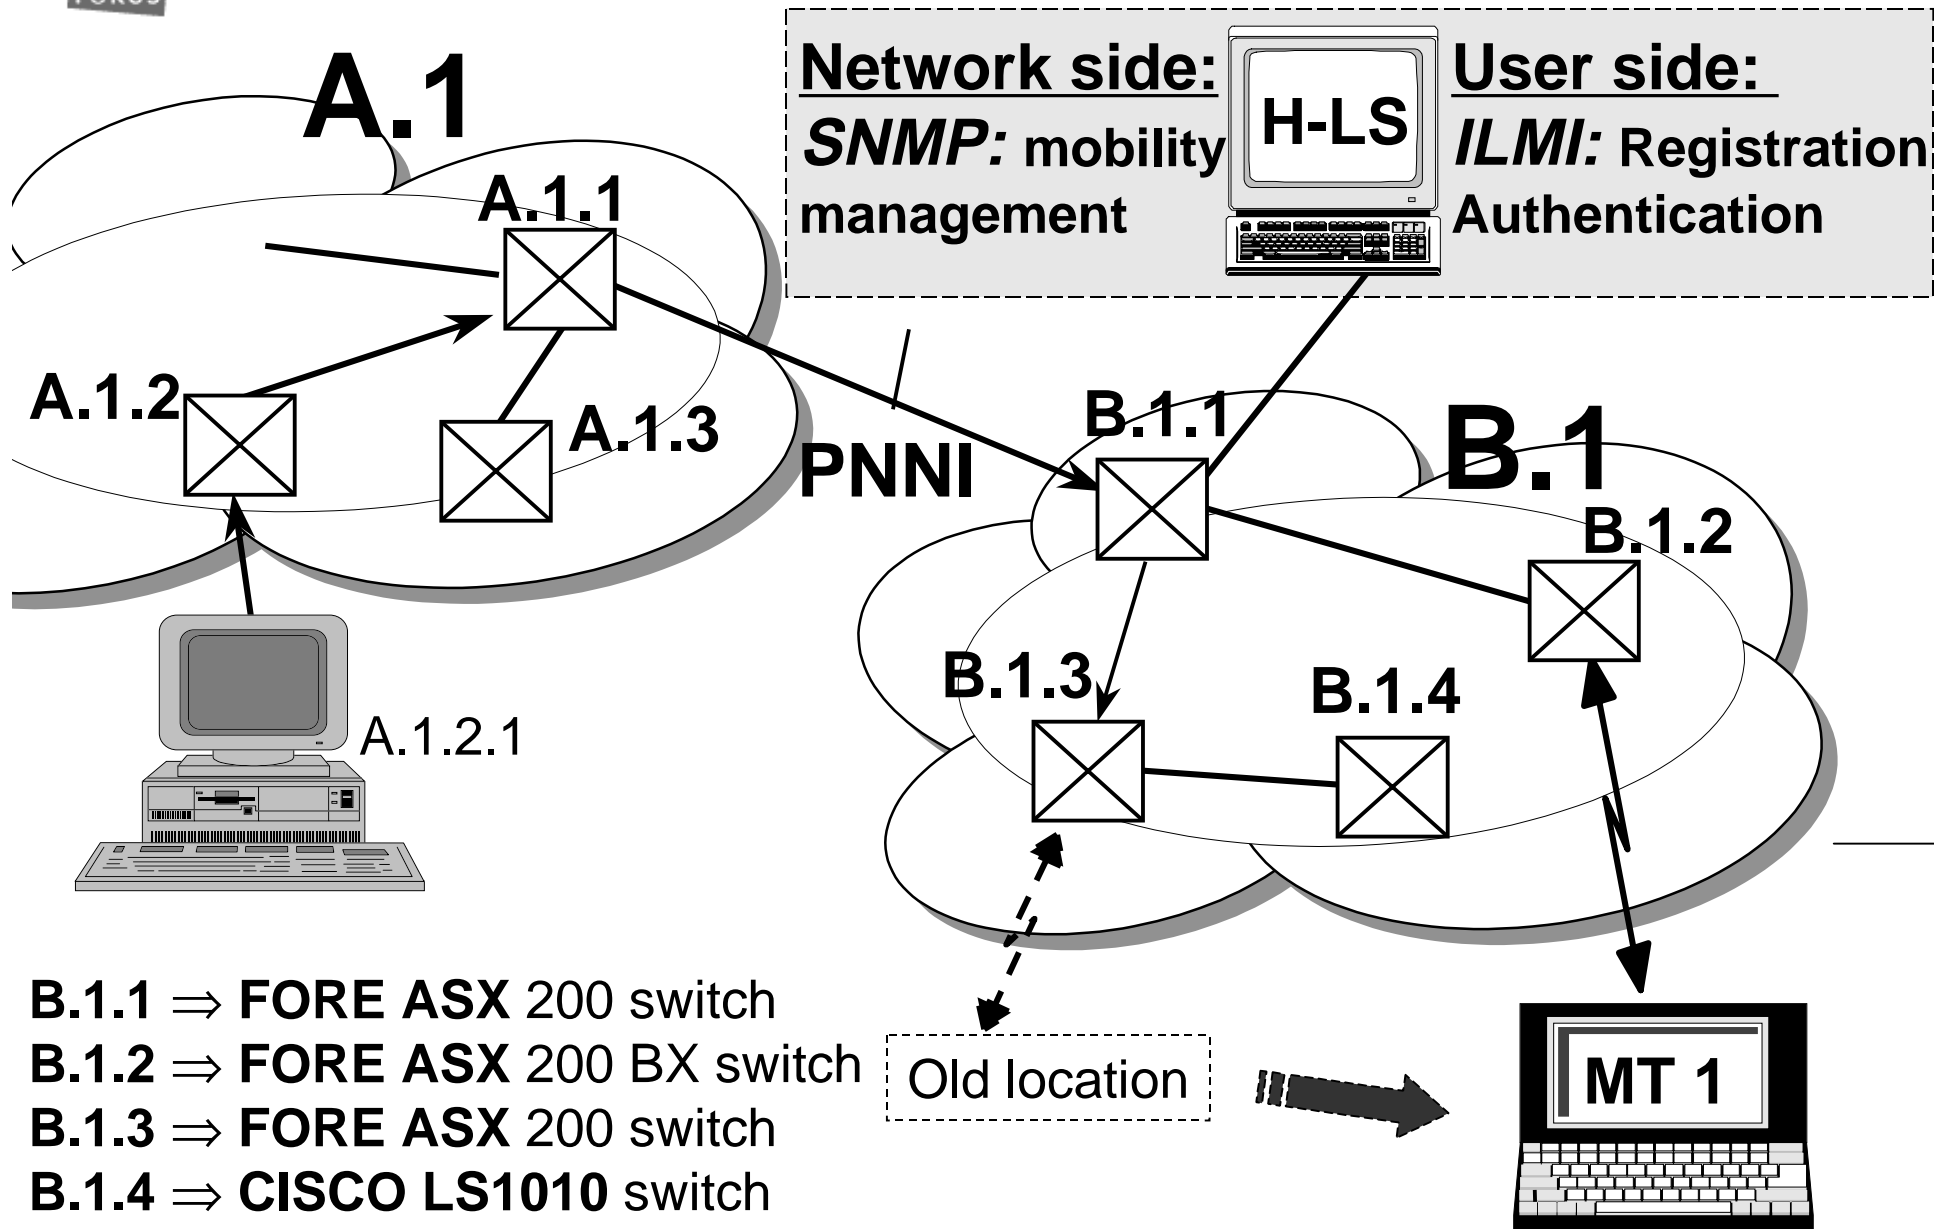 FOKUS
A.1
Network side:
SNMP: mobility
management
H-LS
User side:
ILMI: Registration
Authentication
A.1.1
A.1.2
A.1.3
PNNI
B.1.1
B.1
B.1.2
B.1.3
B.1.4
A.1.2.1
B.1.1 ⇒ FORE ASX 200 switch
B.1.2 ⇒ FORE ASX 200 BX switch
B.1.3 ⇒ FORE ASX 200 switch
B.1.4 ⇒ CISCO LS1010 switch
Old location
MT 1